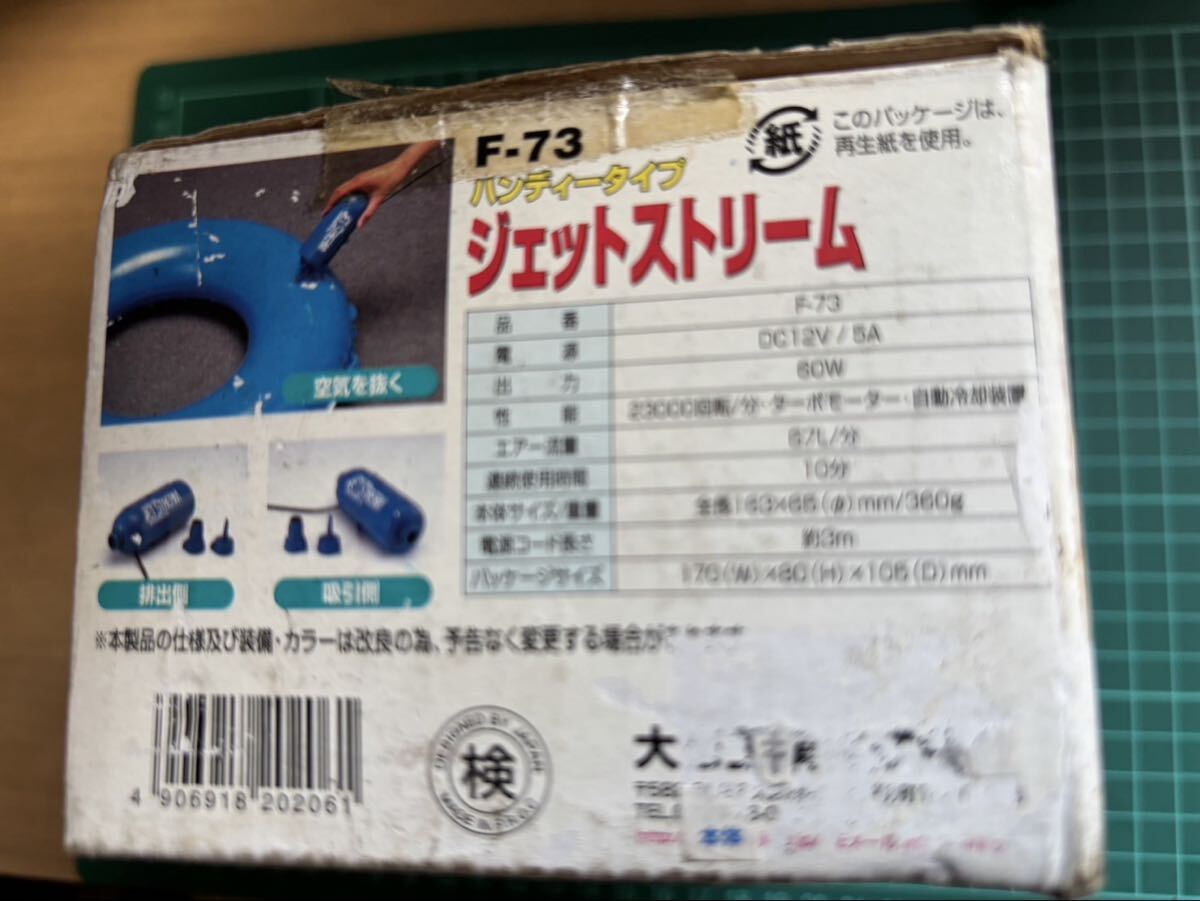 F-73
ハンディータイプ
ジェットストリーム
紙
このパッケージは、
再生紙を使用。
空気を抜く
排出側
吸引側
品番 F-73
電源 DC12V / 5A
出力 60W
性能 23000回転/分・ターボモーター・自動冷却装置
エアー流量
連続使用時間 10分
本体サイズ/重量 (φ)mm/360g
電源コード長さ 約3m
パッケージサイズ 170(W)×80(H)×105(D)mm
※本製品の仕様及び装備・カラーは改良の為、予告なく変更する場合が
4 906918 202061
DESIGNED BY JAPAN
検
MADE IN P.R.C
大
〒582
TEL